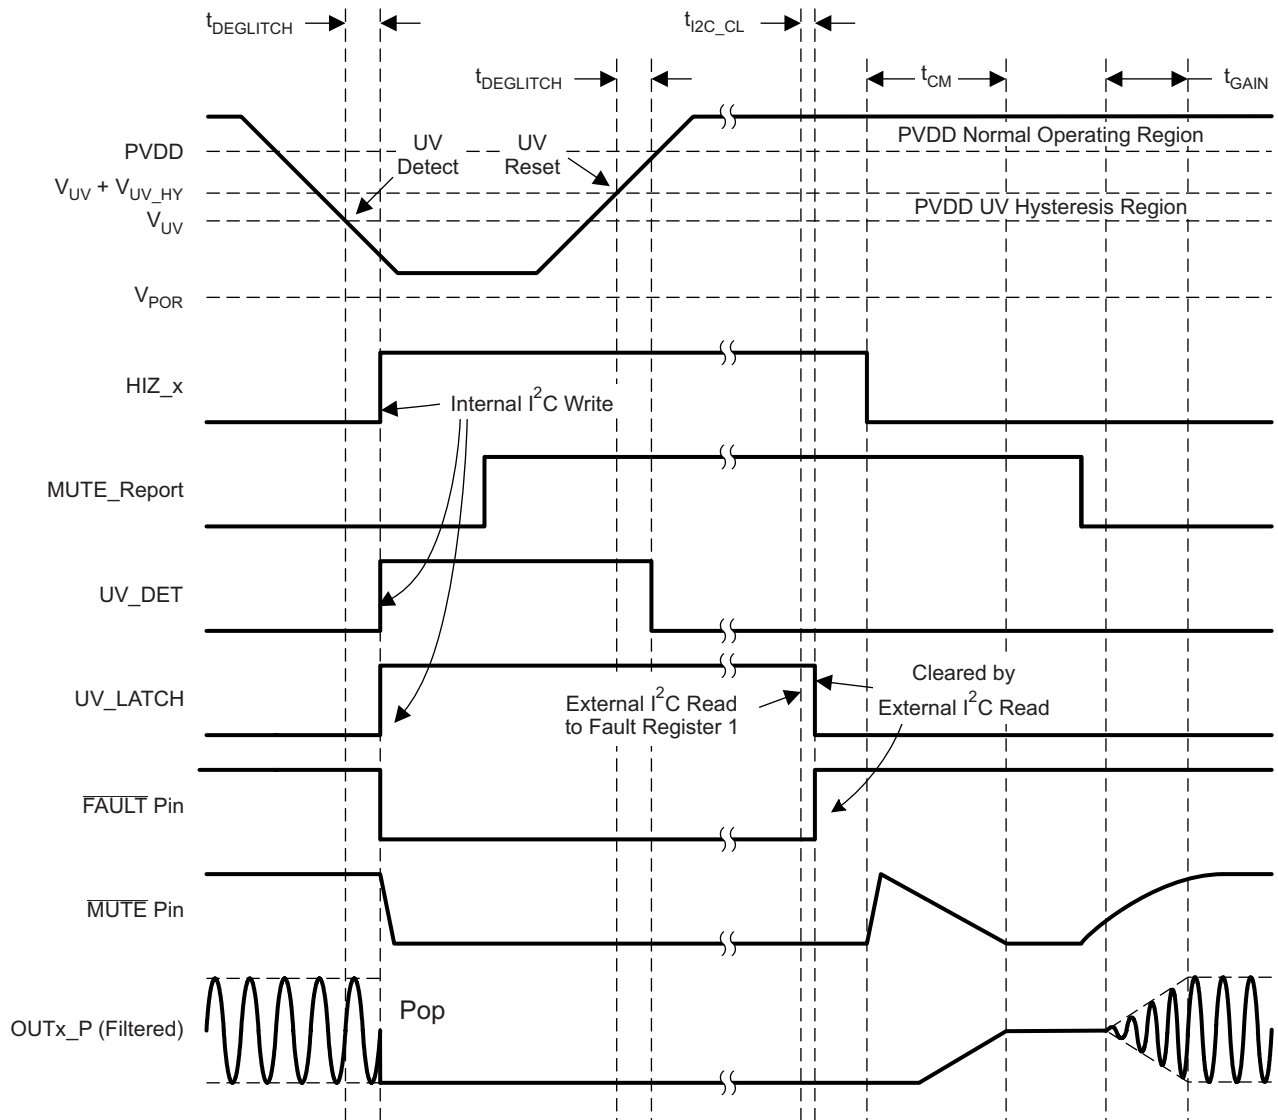 tDEGLITCH
tI2C_CL
tDEGLITCH
tCM
tGAIN
PVDD
UV
Detect
UV
Reset
PVDD Normal Operating Region
VUV + VUV_HY
VUV
PVDD UV Hysteresis Region
VPOR
HIZ_x
Internal I2C Write
MUTE_Report
UV_DET
UV_LATCH
External I2C Read
to Fault Register 1
Cleared by
External I2C Read
FAULT Pin
MUTE Pin
Pop
OUTx_P (Filtered)